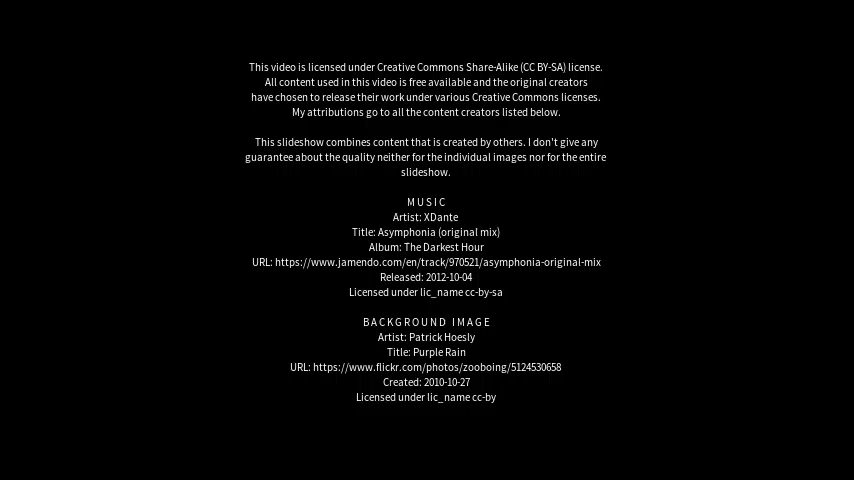 This video is licensed under Creative Commons Share-Alike (CC BY-SA) license.
All content used in this video is free available and the original creators
have chosen to release their work under various Creative Commons licenses.
My attributions go to all the content creators listed below.
This slideshow combines content that is created by others. I don't give any
guarantee about the quality neither for the individual images nor for the entire
slideshow.
MUSIC
Artist: XDante
Title: Asymphonia (original mix)
Album: The Darkest Hour
URL: https://www.jamendo.com/en/track/970521/asymphonia-original-mix
Released: 2012-10-04
Licensed under lic_name cc-by-sa
BACKGROUND IMAGE
Artist: Patrick Hoesly
Title: Purple Rain
URL: https://www.flickr.com/photos/zooboing/5124530658
Created: 2010-10-27
Licensed under lic_name cc-by